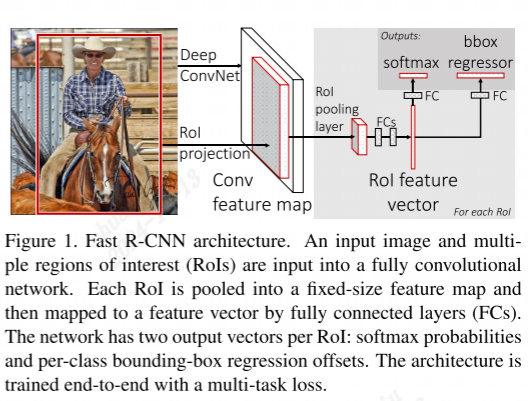 Outputs:
bbox
softmax regressor
Deep
ConvNet
RoI
pooling
layer
FC
FC
FCs
RoI
projection
Conv
feature map
RoI feature
vector
For each RoI
Figure 1. Fast R-CNN architecture. An input image and multi-
ple regions of interest (RoIs) are input into a fully convolutional
network. Each RoI is pooled into a fixed-size feature map and
then mapped to a feature vector by fully connected layers (FCs).
The network has two output vectors per RoI: softmax probabilities
and per-class bounding-box regression offsets. The architecture is
trained end-to-end with a multi-task loss.